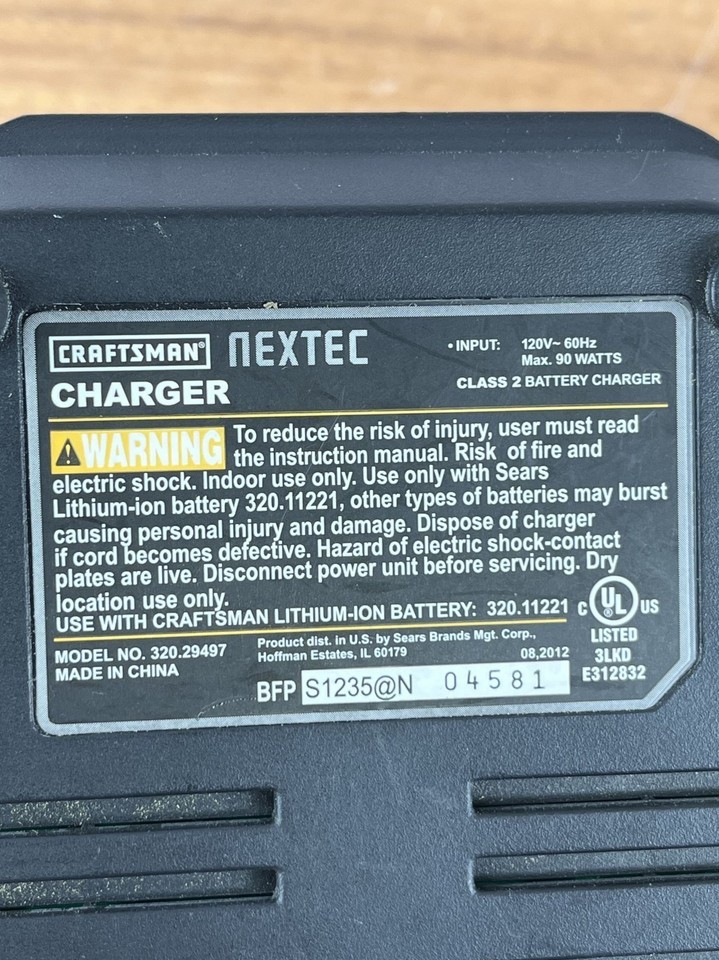 CRAFTSMAN® NEXTEC
CHARGER
• INPUT: 120V~ 60Hz
Max. 90 WATTS
CLASS 2 BATTERY CHARGER
WARNING To reduce the risk of injury, user must read
the instruction manual. Risk of fire and
electric shock. Indoor use only. Use only with Sears
Lithium-ion battery 320.11221, other types of batteries may burst
causing personal injury and damage. Dispose of charger
if cord becomes defective. Hazard of electric shock-contact
plates are live. Disconnect power unit before servicing. Dry
location use only.
USE WITH CRAFTSMAN LITHIUM-ION BATTERY: 320.11221
C UL US
LISTED
3LKD
E312832
MODEL NO. 320.29497
MADE IN CHINA
Product dist. in U.S. by Sears Brands Mgt. Corp.,
Hoffman Estates, IL 60179
08,2012
BFP S1235@N 04581